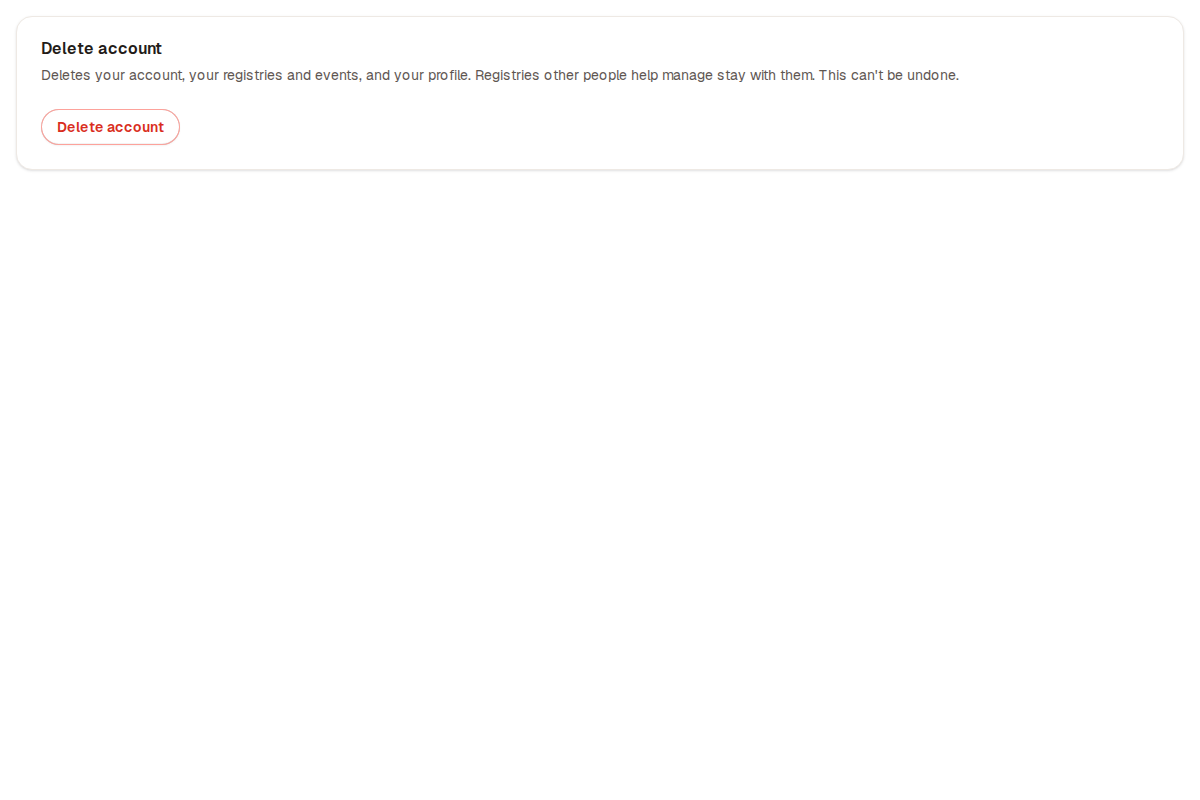 Delete account
Deletes your account, your registries and events, and your profile. Registries other people help manage stay with them. This can't be undone.
Delete account